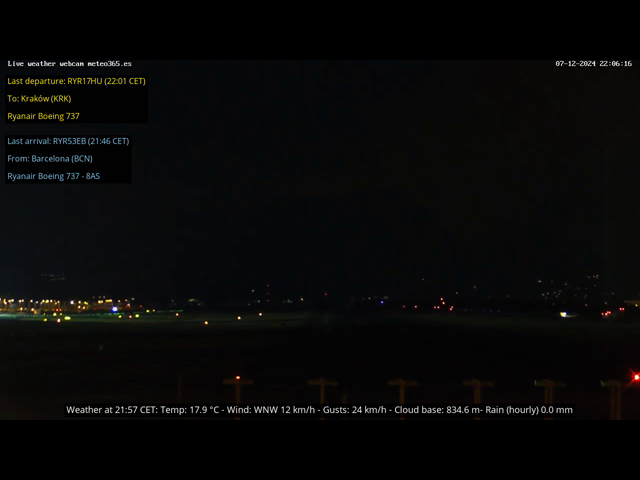 Live weather webcam meteo365.es
07-12-2024 22:06:16
Last departure: RYR17HU (22:01 CET)
To: Kraków (KRK)
Ryanair Boeing 737
Last arrival: RYR53EB (21:46 CET)
From: Barcelona (BCN)
Ryanair Boeing 737 - 8AS
Weather at 21:57 CET: Temp: 17.9 °C - Wind: WNW 12 km/h - Gusts: 24 km/h - Cloud base: 834.6 m- Rain (hourly) 0.0 mm